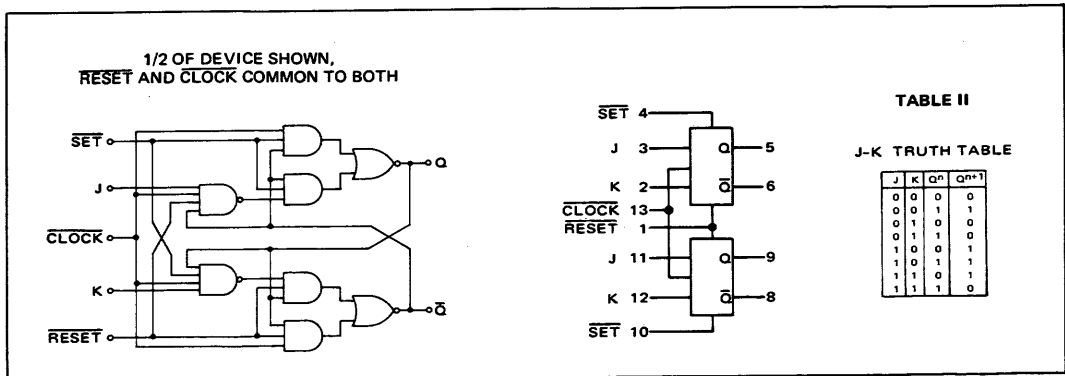 1/2 OF DEVICE SHOWN,
RESET AND CLOCK COMMON TO BOTH
SET
J
CLOCK
K
RESET
Q
Q
SET 4
J 3
K 2
CLOCK 13
RESET 1
J 11
K 12
SET 10
Q 5
Q 6
Q 9
Q 8
TABLE II
J-K TRUTH TABLE
J K Qn Qn+1
0 0 0 0
0 0 1 1
0 1 0 0
0 1 1 0
1 0 0 1
1 0 1 1
1 1 0 1
1 1 1 0